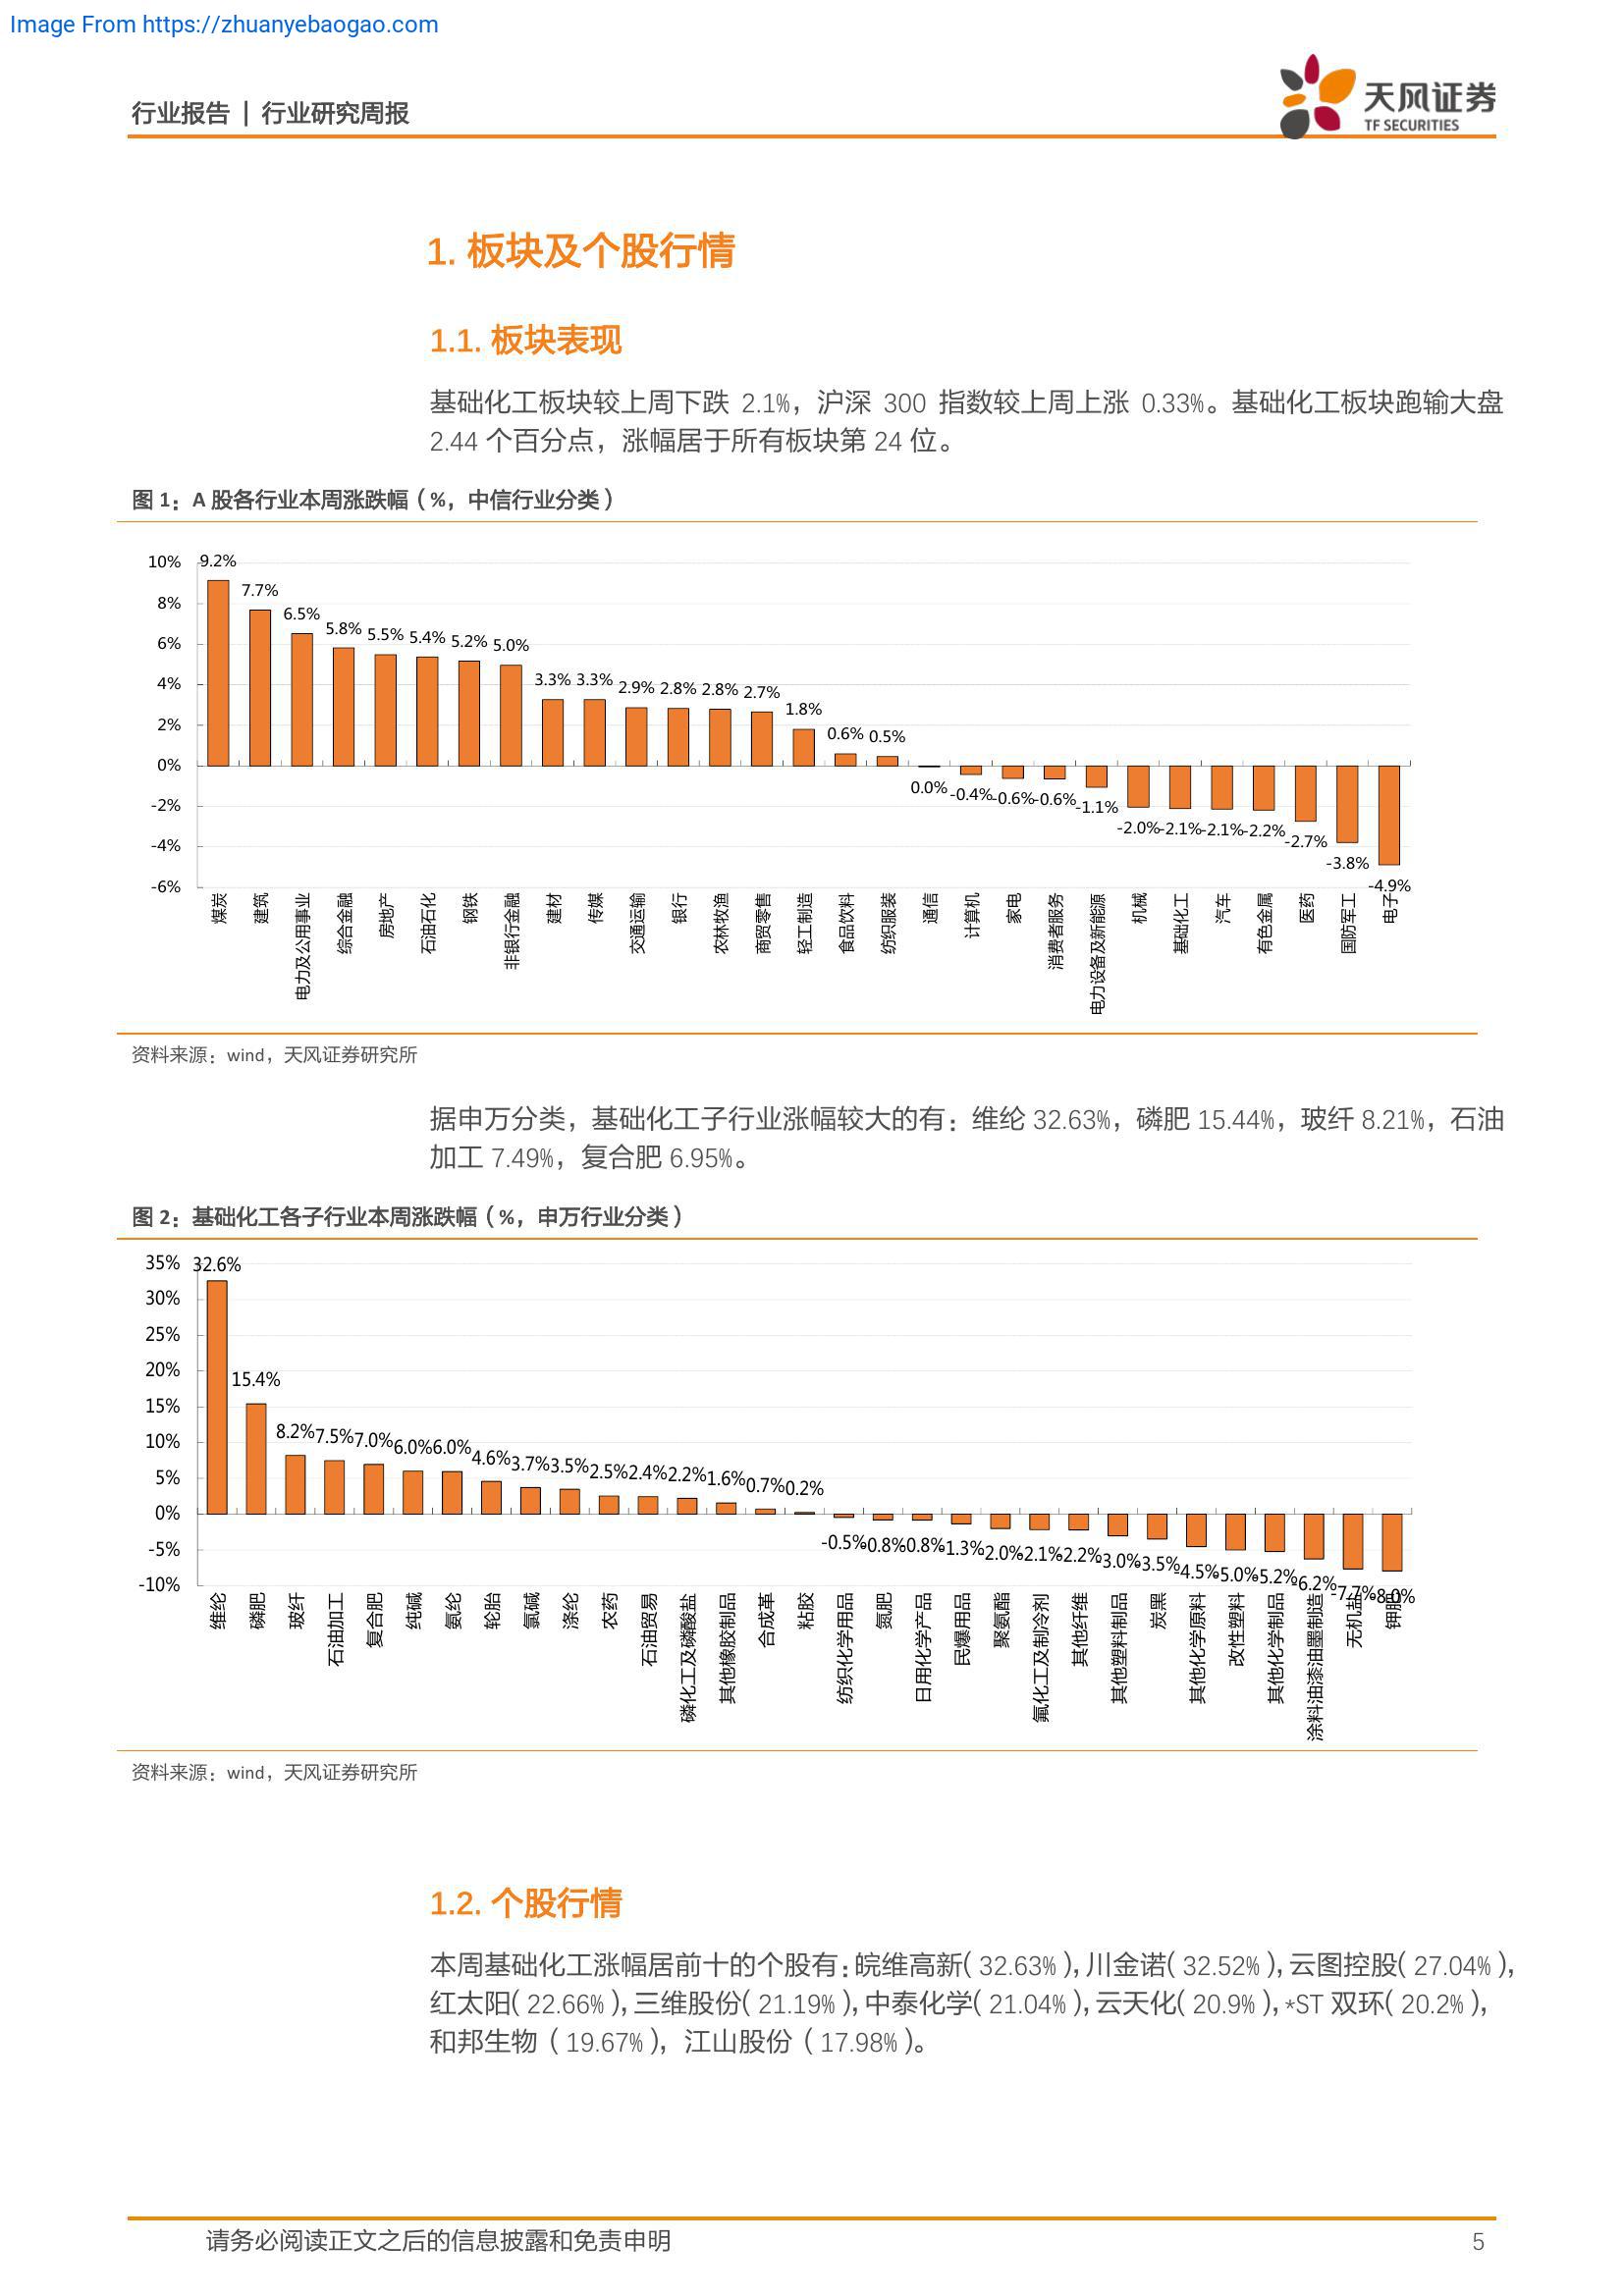 Image From https://zhuanyebaogao.com
行业报告 | 行业研究周报
天风证券
TF SECURITIES
1. 板块及个股行情
1.1. 板块表现
基础化工板块较上周下跌 2.1%，沪深 300 指数较上周上涨 0.33%。基础化工板块跑输大盘
2.44 个百分点，涨幅居于所有板块第 24 位。
图 1：A 股各行业本周涨跌幅（%，中信行业分类）
10%
8%
6%
4%
2%
0%
-2%
-4%
-6%
9.2%
7.7%
6.5%
5.8%
5.5%
5.4%
5.2%
5.0%
3.3%
3.3%
2.9%
2.8%
2.8%
2.7%
1.8%
0.6%
0.5%
0.0%
-0.4%
-0.6%
-0.6%
-1.1%
-2.0%
-2.1%
-2.1%
-2.2%
-2.7%
-3.8%
-4.9%
煤炭
建筑
电力及公用事业
综合金融
房地产
石油石化
钢铁
非银行金融
建材
传媒
交通运输
银行
农林牧渔
商贸零售
轻工制造
食品饮料
纺织服装
通信
计算机
家电
消费者服务
电力设备及新能源
机械
基础化工
汽车
有色金属
医药
国防军工
电子
资料来源：wind，天风证券研究所
据申万分类，基础化工子行业涨幅较大的有：维纶 32.63%，磷肥 15.44%，玻纤 8.21%，石油
加工 7.49%，复合肥 6.95%。
图 2：基础化工各子行业本周涨跌幅（%，申万行业分类）
35%
30%
25%
20%
15%
10%
5%
0%
-5%
-10%
32.6%
15.4%
8.2%
7.5%
7.0%
6.0%
6.0%
4.6%
3.7%
3.5%
2.5%
2.4%
2.2%
1.6%
0.7%
0.2%
-0.5%
-0.8%
-0.8%
-1.3%
-2.0%
-2.1%
-2.2%
-3.0%
-3.5%
-4.5%
-5.0%
-5.2%
-6.2%
-7.7%
-8.0%
维纶
磷肥
玻纤
石油加工
复合肥
纯碱
氨纶
轮胎
氯碱
涤纶
农药
石油贸易
磷化工及磷酸盐
其他橡胶制品
合成革
粘胶
纺织化学用品
氮肥
日用化学产品
民爆用品
聚氨酯
氟化工及制冷剂
其他纤维
其他塑料制品
炭黑
其他化学原料
改性塑料
其他化学制品
涂料油漆油墨制造
无机盐
钾肥
资料来源：wind，天风证券研究所
1.2. 个股行情
本周基础化工涨幅居前十的个股有：皖维高新（32.63%），川金诺（32.52%），云图控股（27.04%），
红太阳（22.66%），三维股份（21.19%），中泰化学（21.04%），云天化（20.9%），*ST 双环（20.2%），
和邦生物（19.67%），江山股份（17.98%）。
请务必阅读正文之后的信息披露和免责申明
5